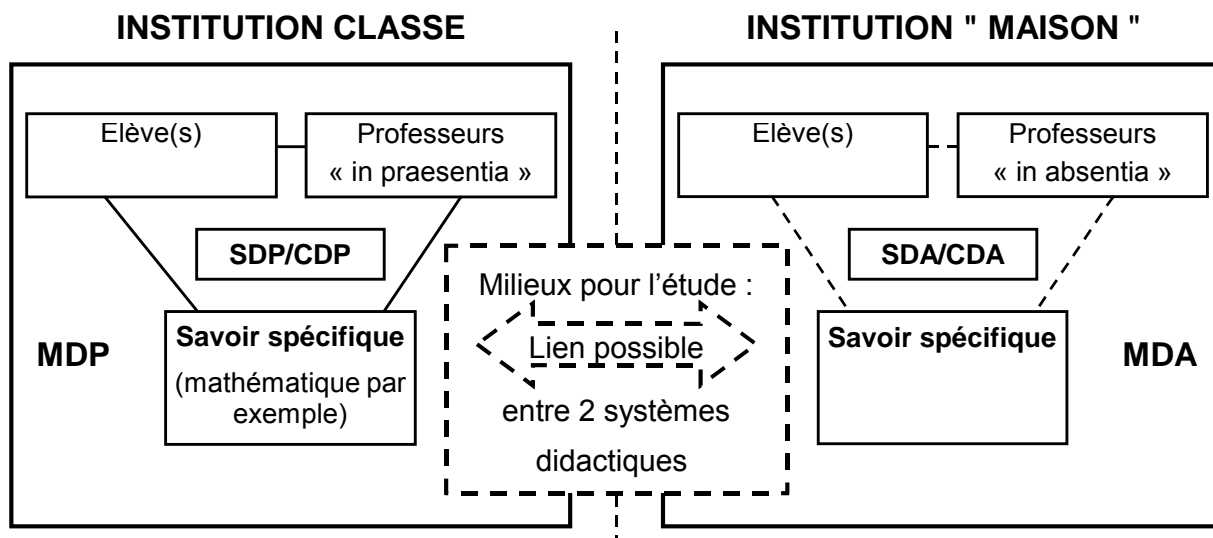 INSTITUTION CLASSE
Elève(s)
Professeurs
« in praesentia »
SDP/CDP
MDP
Savoir spécifique
(mathématique par
exemple)
Milieux pour l’étude :
Lien possible
entre 2 systèmes
didactiques
INSTITUTION " MAISON "
Elève(s)
Professeurs
« in absentia »
SDA/CDA
Savoir spécifique
MDA